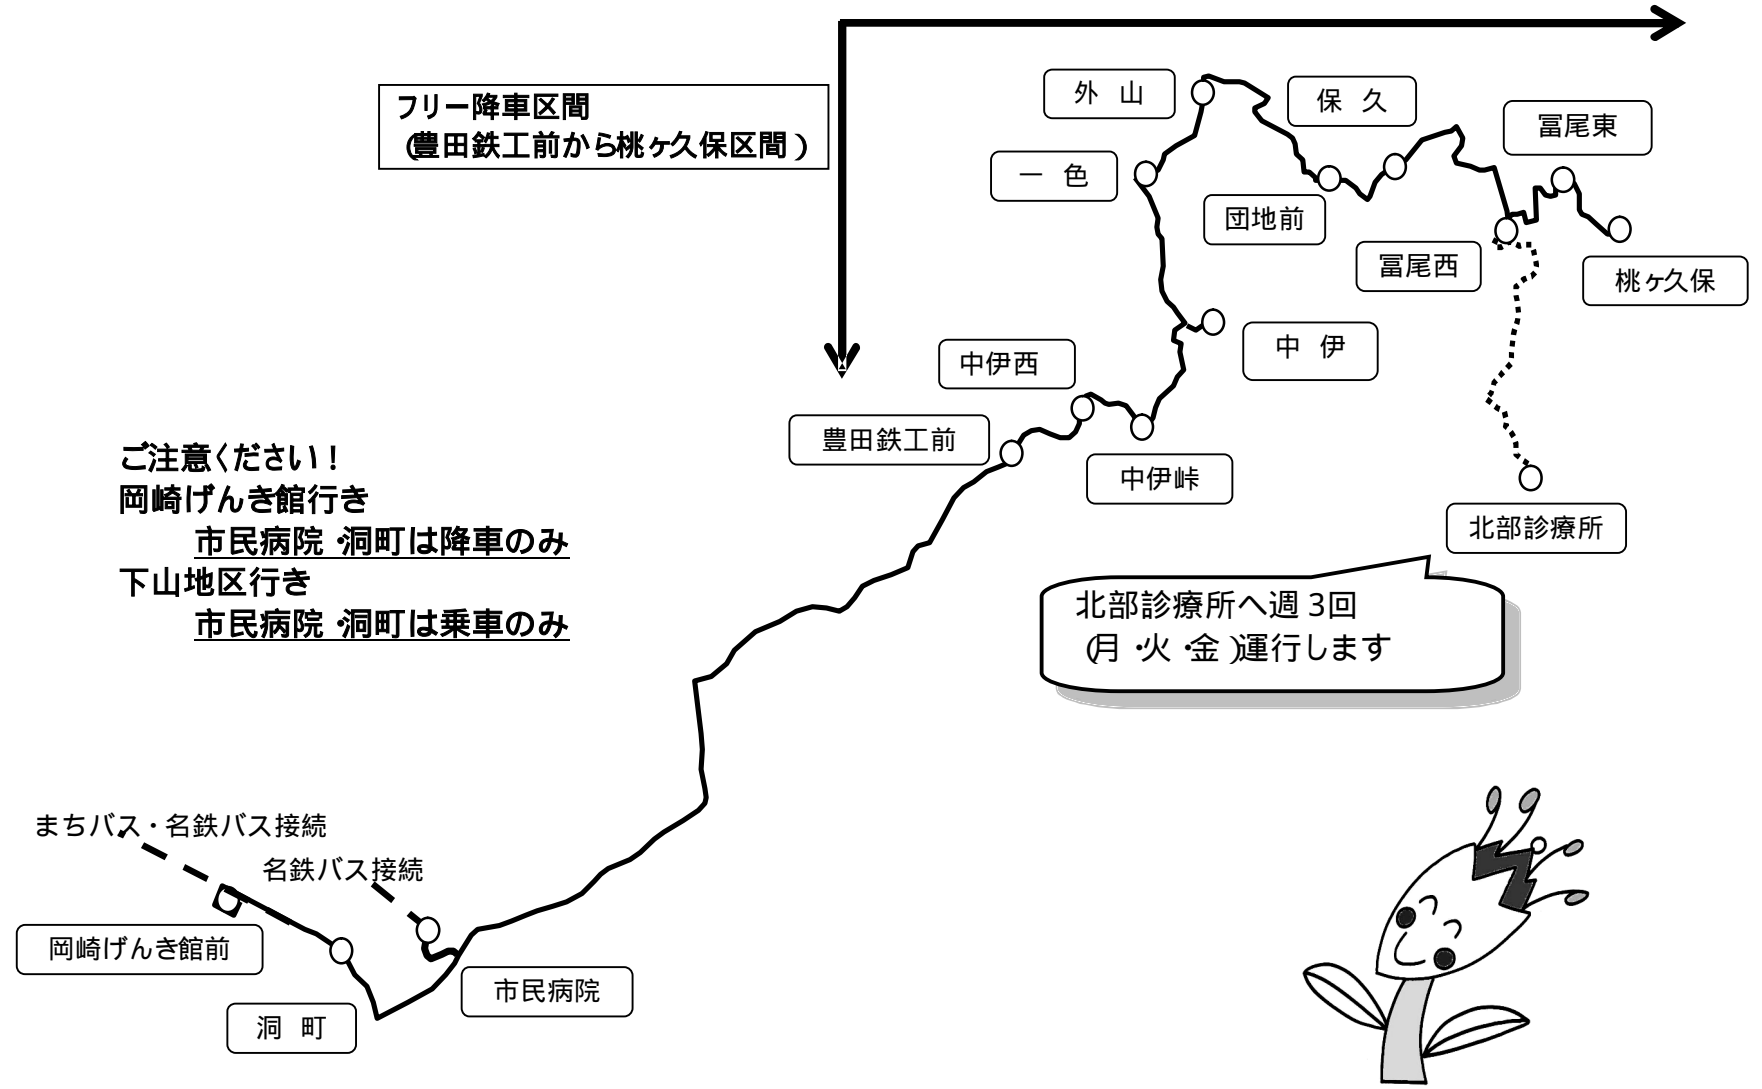 フリー降車区間
(豊田鉄工前から桃ヶ久保区間)
外 山
保 久
冨尾東
一 色
団地前
冨尾西
桃ヶ久保
中 伊
中伊西
豊田鉄工前
中伊峠
北部診療所
ご注意ください!
岡崎げんき館行き
市民病院・洞町は降車のみ
下山地区行き
市民病院・洞町は乗車のみ
北部診療所へ週3回
(月・火・金)運行します
まちバス・名鉄バス接続
名鉄バス接続
岡崎げんき館前
市民病院
洞 町